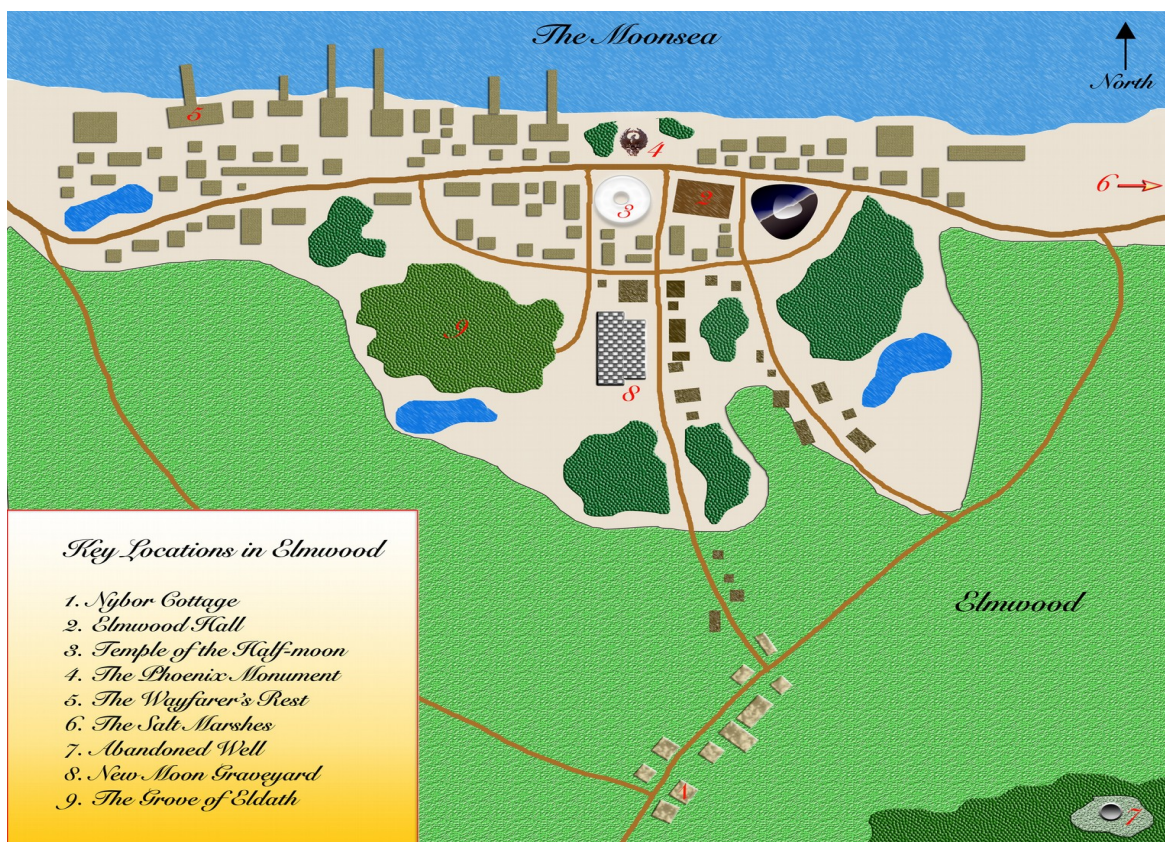 The Moonsea
North
5
4
6
2
3
9
8
Key Locations in Elmwood
1. Nybor Cottage
2. Elmwood Hall
3. Temple of the Half-moon
4. The Phoenix Monument
5. The Wayfarer's Rest
6. The Salt Marshes
7. Abandoned Well
8. New Moon Graveyard
9. The Grove of Eldath
Elmwood
1
7